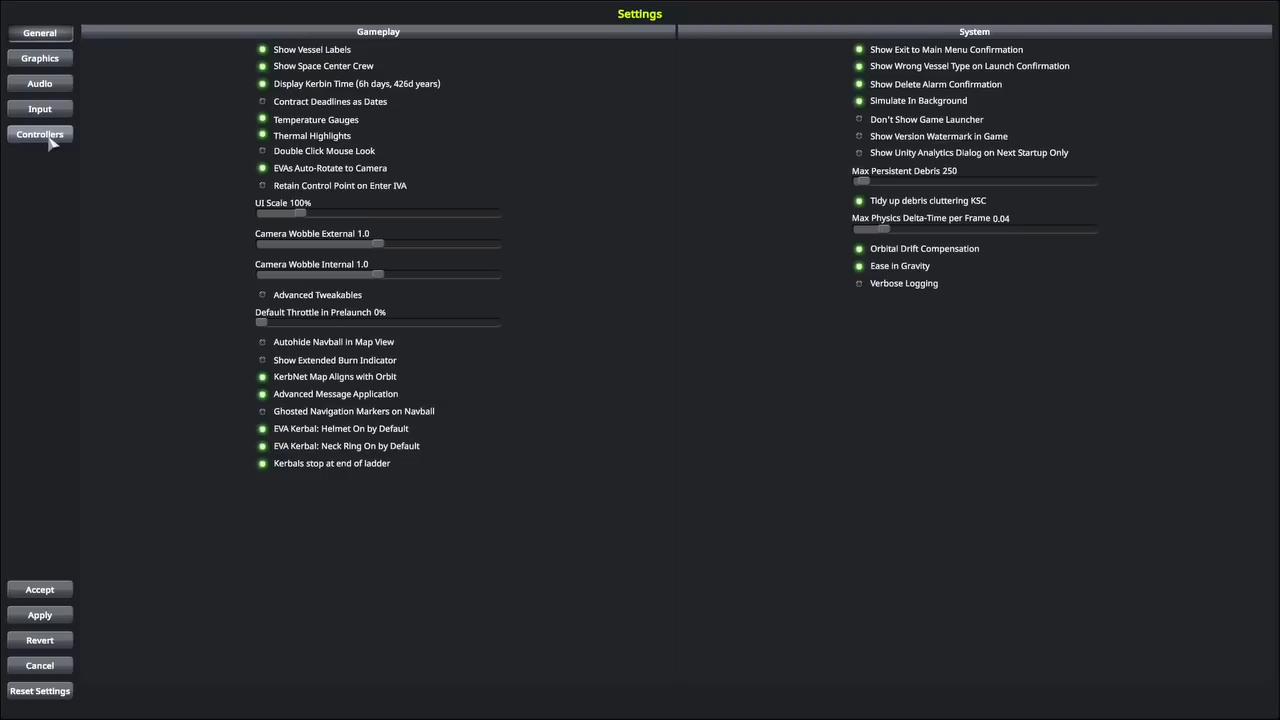 Settings
General
Graphics
Audio
Input
Controllers
Gameplay
Show Vessel Labels
Show Space Center Crew
Display Kerbin Time (6h days, 426d years)
Contract Deadlines as Dates
Temperature Gauges
Thermal Highlights
Double Click Mouse Look
EVAs Auto-Rotate to Camera
Retain Control Point on Enter IVA
UI Scale 100%
Camera Wobble External 1.0
Camera Wobble Internal 1.0
Advanced Tweakables
Default Throttle in Prelaunch 0%
Autohide Navball in Map View
Show Extended Burn Indicator
KerbNet Map Aligns with Orbit
Advanced Message Application
Ghosted Navigation Markers on Navball
EVA Kerbal: Helmet On by Default
EVA Kerbal: Neck Ring On by Default
Kerbals stop at end of ladder
System
Show Exit to Main Menu Confirmation
Show Wrong Vessel Type on Launch Confirmation
Show Delete Alarm Confirmation
Simulate In Background
Don't Show Game Launcher
Show Version Watermark in Game
Show Unity Analytics Dialog on Next Startup Only
Max Persistent Debris 250
Tidy up debris cluttering KSC
Max Physics Delta-Time per Frame 0.04
Orbital Drift Compensation
Ease in Gravity
Verbose Logging
Accept
Apply
Revert
Cancel
Reset Settings